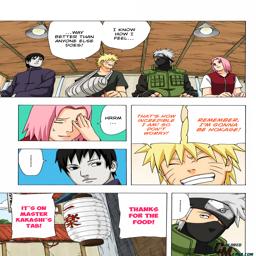 I KNOW
HOW I
FEEL...
...WAY
BETTER THAN
ANYONE ELSE
DOES!
REMEMBER,
I'M GONNA
BE HOKAGE!
THAT'S HOW
INCREDIBLE
I AM! SO,
DON'T
WORRY!
HRRM
THANKS
FOR THE
FOOD!
IT'S ON
MASTER
KAKASHI'S
TAB!